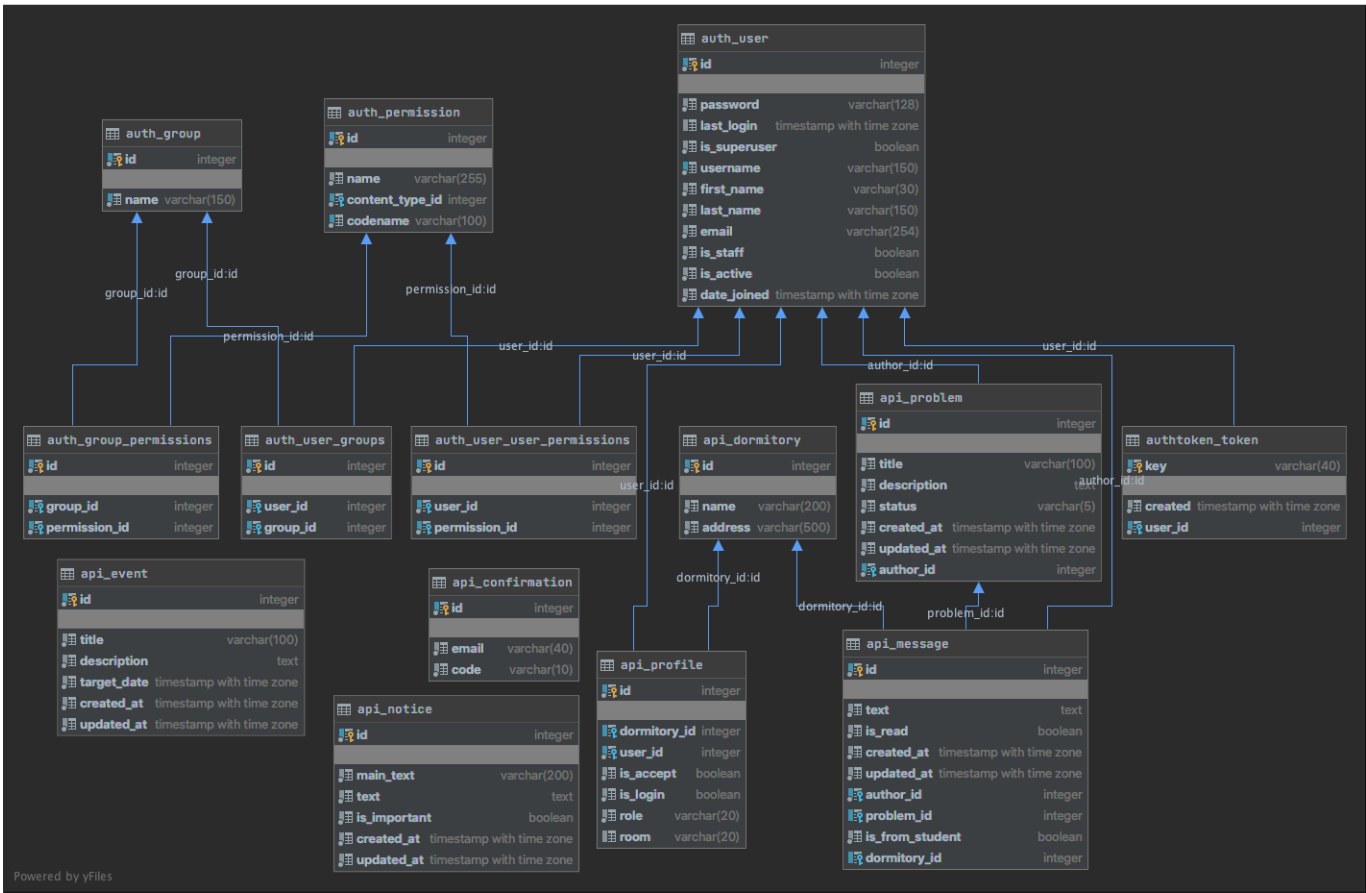 auth_user
id integer
password varchar(128)
last_login timestamp with time zone
is_superuser boolean
username varchar(150)
first_name varchar(30)
last_name varchar(150)
email varchar(254)
is_staff boolean
is_active boolean
date_joined timestamp with time zone
auth_permission
id integer
name varchar(255)
content_type_id integer
codename varchar(100)
auth_group
id integer
name varchar(150)
group_id:id
group_id:id
permission_id:id
permission_id:id
user_id:id
user_id:id
author_id:id
user_id:id
auth_group_permissions
id integer
group_id integer
permission_id integer
auth_user_groups
id integer
user_id integer
group_id integer
auth_user_user_permissions
id integer
user_id integer
permission_id integer
user_id:id
api_dormitory
id integer
name varchar(200)
address varchar(500)
api_problem
id integer
title varchar(100)
description text
status varchar(5)
created_at timestamp with time zone
updated_at timestamp with time zone
author_id integer
author_id:id
authtoken_token
key varchar(40)
created timestamp with time zone
user_id integer
api_event
id integer
title varchar(100)
description text
target_date timestamp with time zone
created_at timestamp with time zone
updated_at timestamp with time zone
api_confirmation
id integer
email varchar(40)
code varchar(10)
dormitory_id:id
dormitory_id:id
problem_id:id
api_notice
id integer
main_text varchar(200)
text text
is_important boolean
created_at timestamp with time zone
updated_at timestamp with time zone
api_profile
id integer
dormitory_id integer
user_id integer
is_accept boolean
is_login boolean
role varchar(20)
room varchar(20)
api_message
id integer
text text
is_read boolean
created_at timestamp with time zone
updated_at timestamp with time zone
author_id integer
problem_id integer
is_from_student boolean
dormitory_id integer
Powered by yFiles